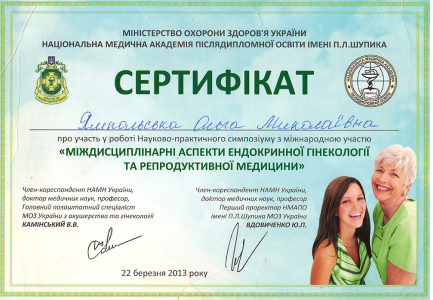 МІНІСТЕРСТВО ОХОРОНИ ЗДОРОВ'Я УКРАЇНИ
НАЦІОНАЛЬНА МЕДИЧНА АКАДЕМІЯ ПІСЛЯДИПЛОМНОЇ ОСВІТИ ІМЕНІ П.Л.ШУПИКА
СЕРТИФІКАТ
Ямпольська Ольга Миколаївна
про участь у роботі Науково-практичного симпозіуму з міжнародною участю
«МІЖДИСЦИПЛІНАРНІ АСПЕКТИ ЕНДОКРИННОЇ ГІНЕКОЛОГІЇ
ТА РЕПРОДУКТИВНОЇ МЕДИЦИНИ»
Член-кореспондент НАМН України,
доктор медичних наук, професор,
Головний позаштатний спеціаліст
МОЗ України з акушерства та гінекології
КАМІНСЬКИЙ В.В.
Член-кореспондент НАМН України,
доктор медичних наук, професор
Перший проректор НМАПО
імені П.Л.Шупика МОЗ України
ВДОВИЧЕНКО Ю.П.
22 березня 2013 року